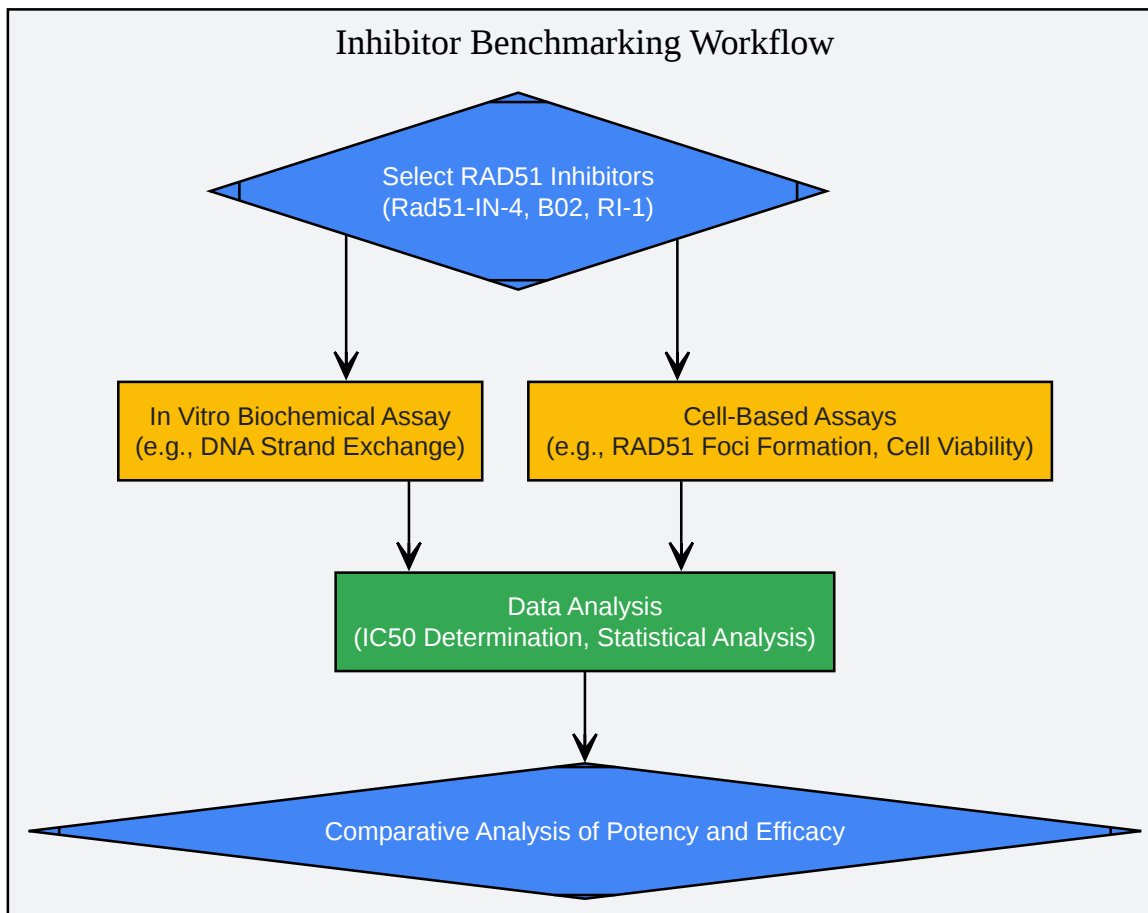 Inhibitor Benchmarking Workflow
Select RAD51 Inhibitors
(Rad51-IN-4, B02, RI-1)
In Vitro Biochemical Assay
(e.g., DNA Strand Exchange)
Cell-Based Assays
(e.g., RAD51 Foci Formation, Cell Viability)
Data Analysis
(IC50 Determination, Statistical Analysis)
Comparative Analysis of Potency and Efficacy